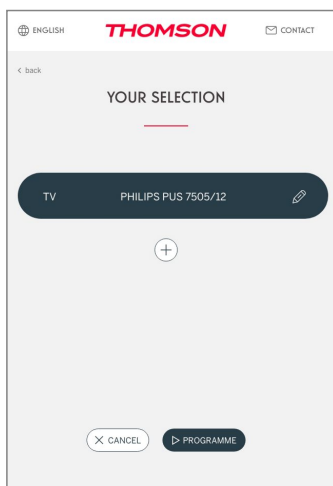 ENGLISH THOMSON CONTACT
< back
YOUR SELECTION
TV PHILIPS PUS 7505/12
CANCEL PROGRAMME